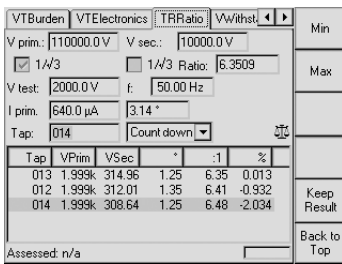 VTBurden VTElectronics TRRatio VWithst
V prim.: 110000.0V V sec.: 10000.0V
1/√3 1/√3 Ratio: 6.3509
V test: 2000.0 V f: 50.00 Hz
I prim. 640.0 µA 3.14 °
Tap: 014 Count down
Tap VPrim VSec ° :1 %
013 1.999k 314.96 1.25 6.35 0.013
012 1.999k 312.01 1.35 6.41 -0.932
014 1.999k 308.64 1.25 6.48 -2.034
Assessed: n/a
Min
Max
Keep
Result
Back to
Top